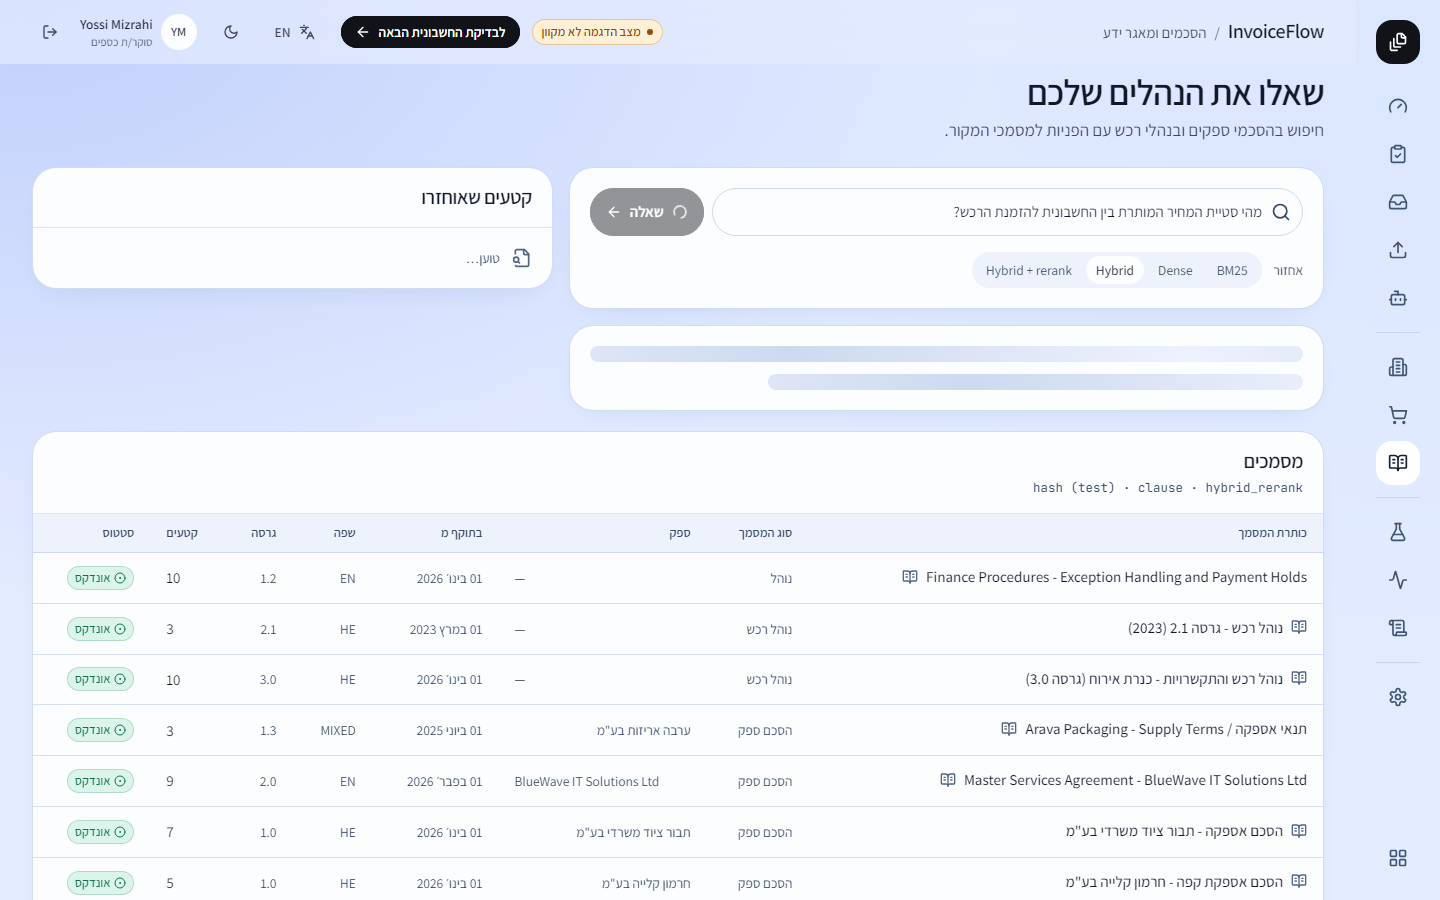 InvoiceFlow / הסכמים ומאגר ידע
מצב הדגמה לא מקוון
לבדיקת החשבונית הבאה
EN
YM
Yossi Mizrahi
סוקר/ת כספים
שאלו את הנהלים שלכם
חיפוש בהסכמי ספקים ובנהלי רכש עם הפניות למסמכי המקור.
מהי סטיית המחיר המותרת בין החשבונית להזמנת הרכש?
שאלה
אחזור BM25 Dense Hybrid Hybrid + rerank
קטעים שאוחזרו
טוען…
מסמכים
hash (test) · clause · hybrid_rerank
כותרת המסמך סוג המסמך ספק בתוקף מ שפה גרסה קטעים סטטוס
Finance Procedures - Exception Handling and Payment Holds נוהל — 01 בינו׳ 2026 EN 1.2 10 אונדקס
נוהל רכש - גרסה 2.1 (2023) נוהל רכש — 01 במרץ 2023 HE 2.1 3 אונדקס
נוהל רכש והתקשרויות - כנרת אירוח (גרסה 3.0) נוהל רכש — 01 בינו׳ 2026 HE 3.0 10 אונדקס
תנאי אספקה / Arava Packaging - Supply Terms הסכם ספק ערבה אריזות בע"מ 01 ביוני 2025 MIXED 1.3 3 אונדקס
Master Services Agreement - BlueWave IT Solutions Ltd הסכם ספק BlueWave IT Solutions Ltd 01 בפבר׳ 2026 EN 2.0 9 אונדקס
הסכם אספקה - תבור ציוד משרדי בע"מ הסכם ספק תבור ציוד משרדי בע"מ 01 בינו׳ 2026 HE 1.0 7 אונדקס
הסכם אספקת קפה - חרמון קלייה בע"מ הסכם ספק חרמון קלייה בע"מ 01 בינו׳ 2026 HE 1.0 5 אונדקס